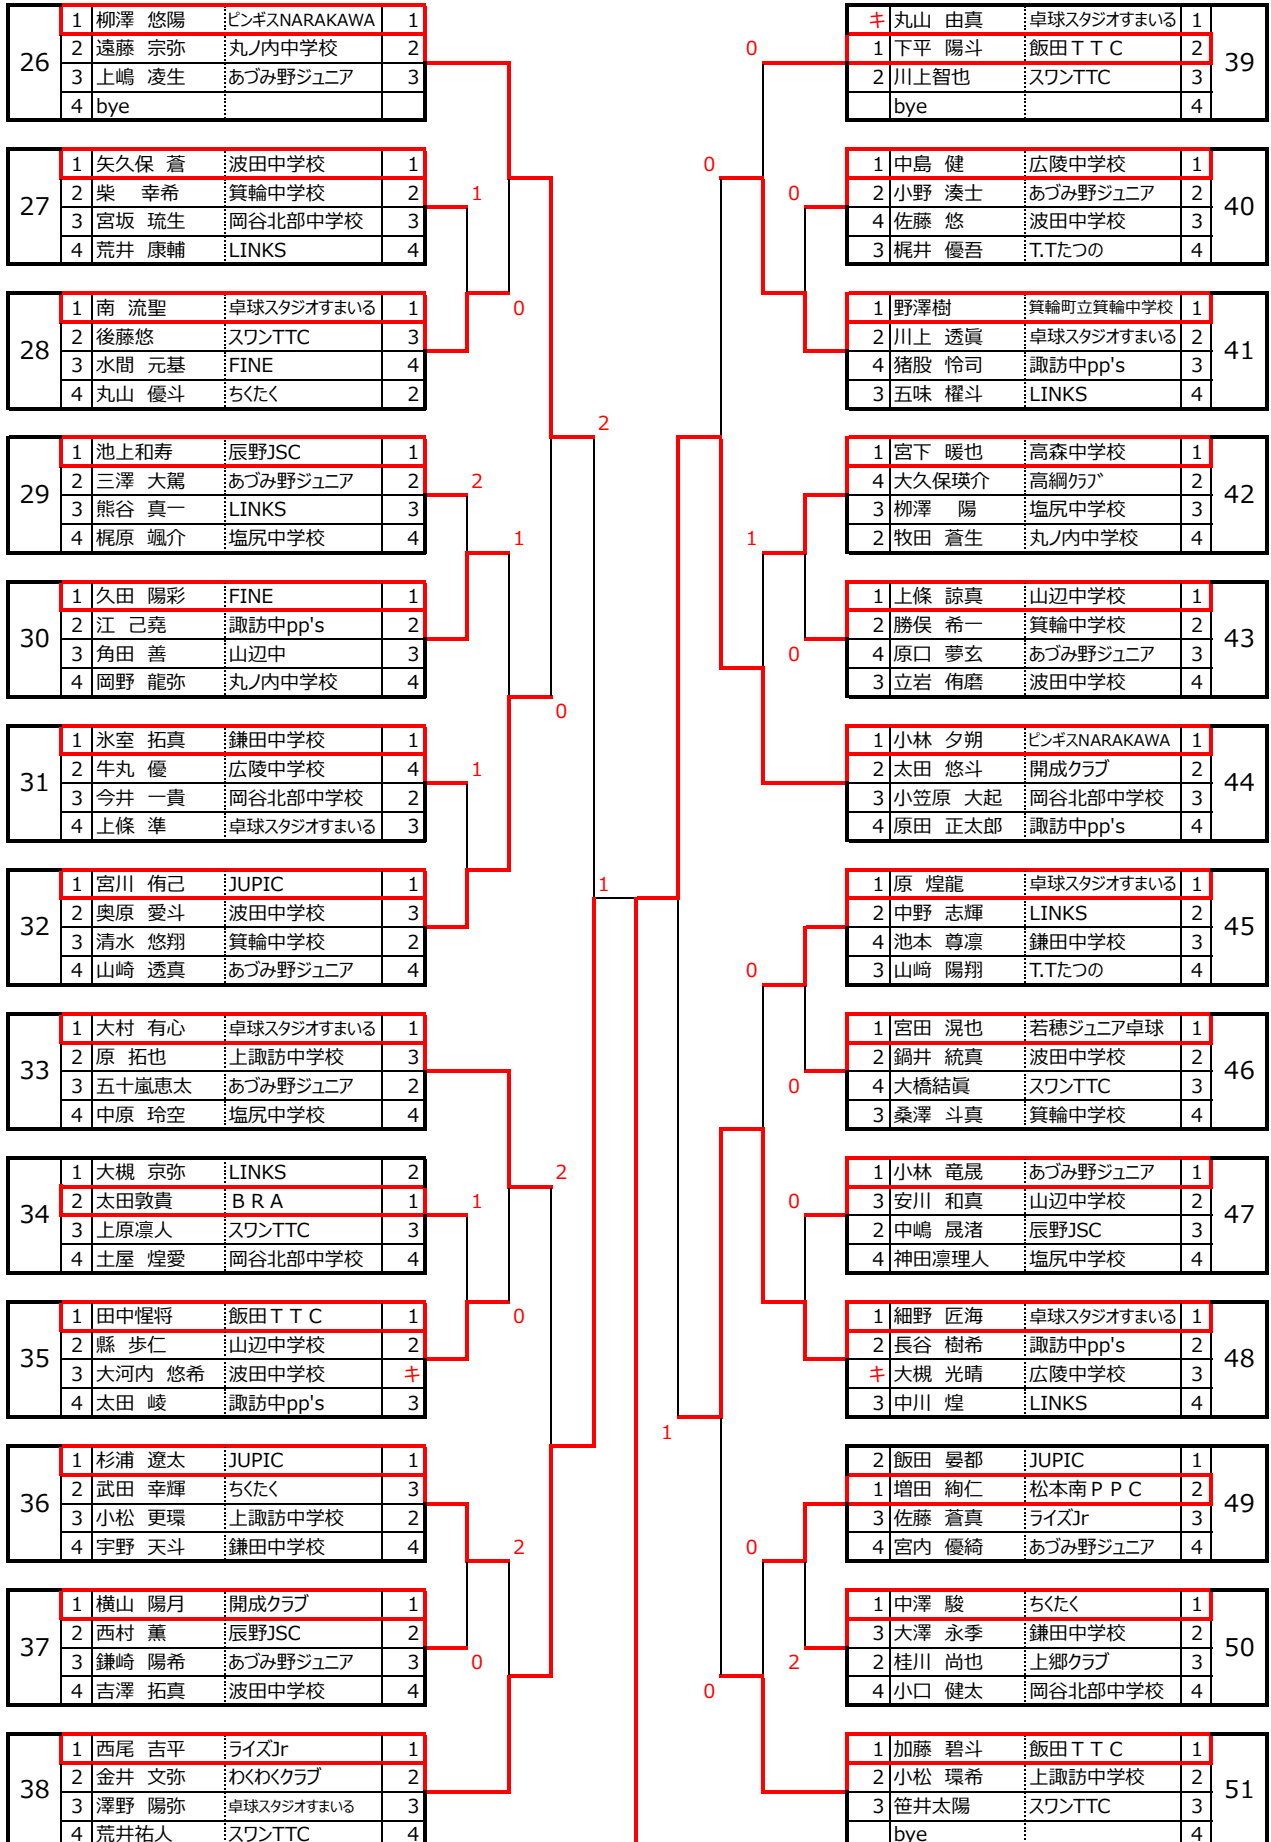 26
1 柳澤 悠陽 ピンギスNARAKAWA 1
2 遠藤 宗弥 丸ノ内中学校 2
3 上嶋 凌生 あづみ野ジュニア 3
4 bye
27
1 矢久保 蒼 波田中学校 1
2 柴 幸希 箕輪中学校 2
3 宮坂 琉生 岡谷北部中学校 3
4 荒井 康輔 LINKS 4
1
28
1 南 流聖 卓球スタジオすまいる 1
2 後藤悠 スワンTTC 3
3 水間 元基 FINE 4
4 丸山 優斗 ちくたく 2
0
29
1 池上和寿 辰野JSC 1
2 三澤 大駕 あづみ野ジュニア 2
3 熊谷 真一 LINKS 3
4 梶原 颯介 塩尻中学校 4
2
2
1
30
1 久田 陽彩 FINE 1
2 江 己堯 諏訪中pp's 2
3 角田 善 山辺中 3
4 岡野 龍弥 丸ノ内中学校 4
0
31
1 氷室 拓真 鎌田中学校 1
2 牛丸 優 広陵中学校 4
3 今井 一貴 岡谷北部中学校 2
4 上條 準 卓球スタジオすまいる 3
1
32
1 宮川 侑己 JUPIC 1
2 奥原 愛斗 波田中学校 3
3 清水 悠翔 箕輪中学校 2
4 山崎 透真 あづみ野ジュニア 4
1
33
1 大村 有心 卓球スタジオすまいる 1
2 原 拓也 上諏訪中学校 3
3 五十嵐恵太 あづみ野ジュニア 2
4 中原 玲空 塩尻中学校 4
34
1 大槻 京弥 LINKS 2
2 太田敦貴 ＢＲＡ 1
3 上原凛人 スワンTTC 3
4 土屋 煌愛 岡谷北部中学校 4
2
1
35
1 田中惺将 飯田ＴＴＣ 1
2 縣 歩仁 山辺中学校 2
3 大河内 悠希 波田中学校 キ
4 太田 崚 諏訪中pp's 3
0
36
1 杉浦 遼太 JUPIC 1
2 武田 幸輝 ちくたく 3
3 小松 更環 上諏訪中学校 2
4 宇野 天斗 鎌田中学校 4
2
37
1 横山 陽月 開成クラブ 1
2 西村 薫 辰野JSC 2
3 鎌崎 陽希 あづみ野ジュニア 3
4 吉澤 拓真 波田中学校 4
0
38
1 西尾 吉平 ライズJr 1
2 金井 文弥 わくわくクラブ 2
3 澤野 陽弥 卓球スタジオすまいる 3
4 荒井祐人 スワンTTC 4
キ 丸山 由真 卓球スタジオすまいる 1
1 下平 陽斗 飯田ＴＴＣ 2
2 川上智也 スワンTTC 3
bye 4
39
0
1 中島 健 広陵中学校 1
2 小野 湊士 あづみ野ジュニア 2
4 佐藤 悠 波田中学校 3
3 梶井 優吾 T.Tたつの 4
40
0
0
1 野澤樹 箕輪町立箕輪中学校 1
2 川上 透眞 卓球スタジオすまいる 2
4 猪股 怜司 諏訪中pp's 3
3 五味 櫂斗 LINKS 4
41
1 宮下 暖也 高森中学校 1
4 大久保瑛介 高綱クラブ 2
3 栁澤 陽 塩尻中学校 3
2 牧田 蒼生 丸ノ内中学校 4
42
1
1 上條 諒真 山辺中学校 1
2 勝俣 希一 箕輪中学校 2
4 原口 夢玄 あづみ野ジュニア 3
3 立岩 侑磨 波田中学校 4
43
0
1 小林 夕朔 ピンギスNARAKAWA 1
2 太田 悠斗 開成クラブ 2
3 小笠原 大起 岡谷北部中学校 3
4 原田 正太郎 諏訪中pp's 4
44
1 原 煌龍 卓球スタジオすまいる 1
2 中野 志輝 LINKS 2
4 池本 尊凛 鎌田中学校 3
3 山﨑 陽翔 T.Tたつの 4
45
0
1 宮田 滉也 若穂ジュニア卓球 1
2 鍋井 統真 波田中学校 2
4 大橋結眞 スワンTTC 3
3 桑澤 斗真 箕輪中学校 4
46
0
1 小林 竜晟 あづみ野ジュニア 1
3 安川 和真 山辺中学校 2
2 中嶋 晟渚 辰野JSC 3
4 神田凛理人 塩尻中学校 4
47
0
1 細野 匠海 卓球スタジオすまいる 1
2 長谷 樹希 諏訪中pp's 2
キ 大槻 光晴 広陵中学校 3
3 中川 煌 LINKS 4
48
1
2 飯田 晏都 JUPIC 1
1 増田 絢仁 松本南ＰＰＣ 2
3 佐藤 蒼真 ライズJr 3
4 宮内 優綺 あづみ野ジュニア 4
49
0
1 中澤 駿 ちくたく 1
3 大澤 永季 鎌田中学校 2
2 桂川 尚也 上郷クラブ 3
4 小口 健太 岡谷北部中学校 4
50
2
0
1 加藤 碧斗 飯田ＴＴＣ 1
2 小松 環希 上諏訪中学校 2
3 笹井太陽 スワンTTC 3
bye 4
51